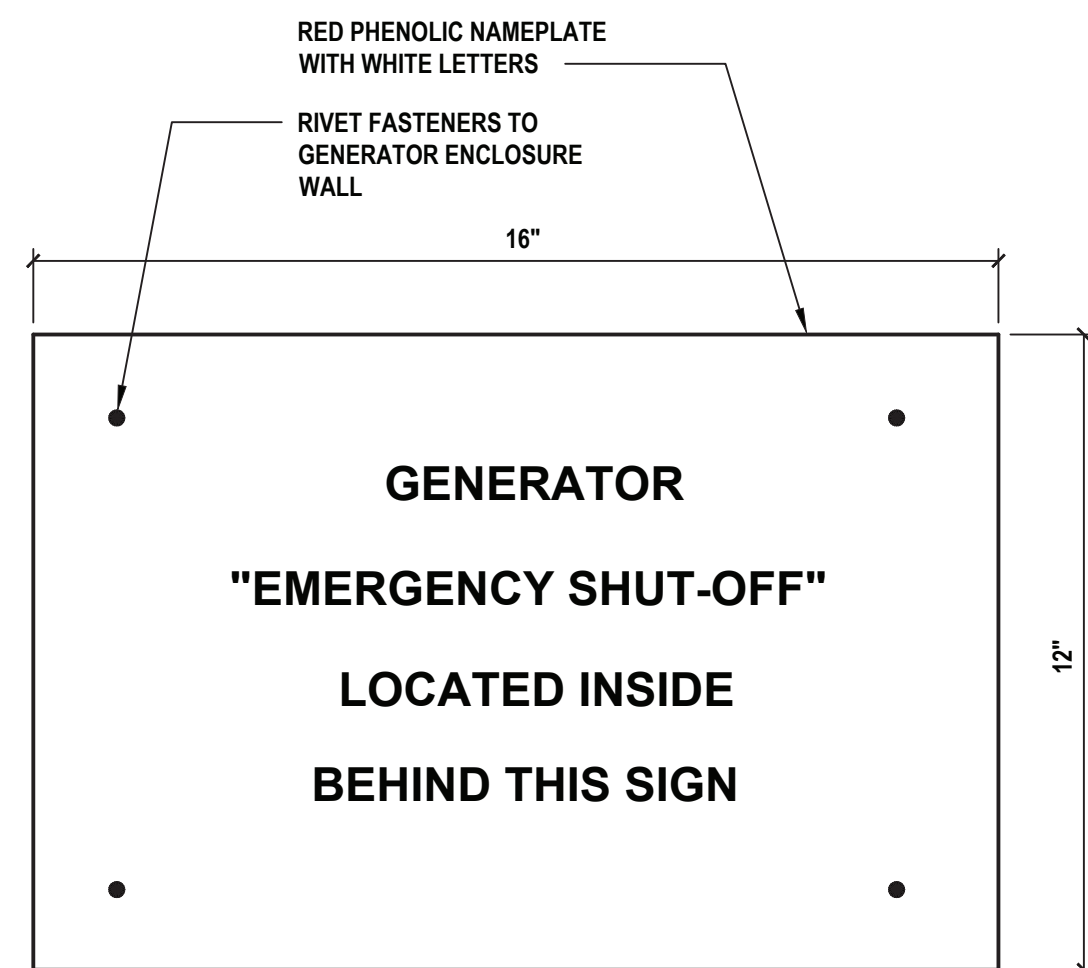 RED PHENOLIC NAMEPLATE
WITH WHITE LETTERS
RIVET FASTENERS TO
GENERATOR ENCLOSURE
WALL
16"
GENERATOR
"EMERGENCY SHUT-OFF"
LOCATED INSIDE
BEHIND THIS SIGN
12"